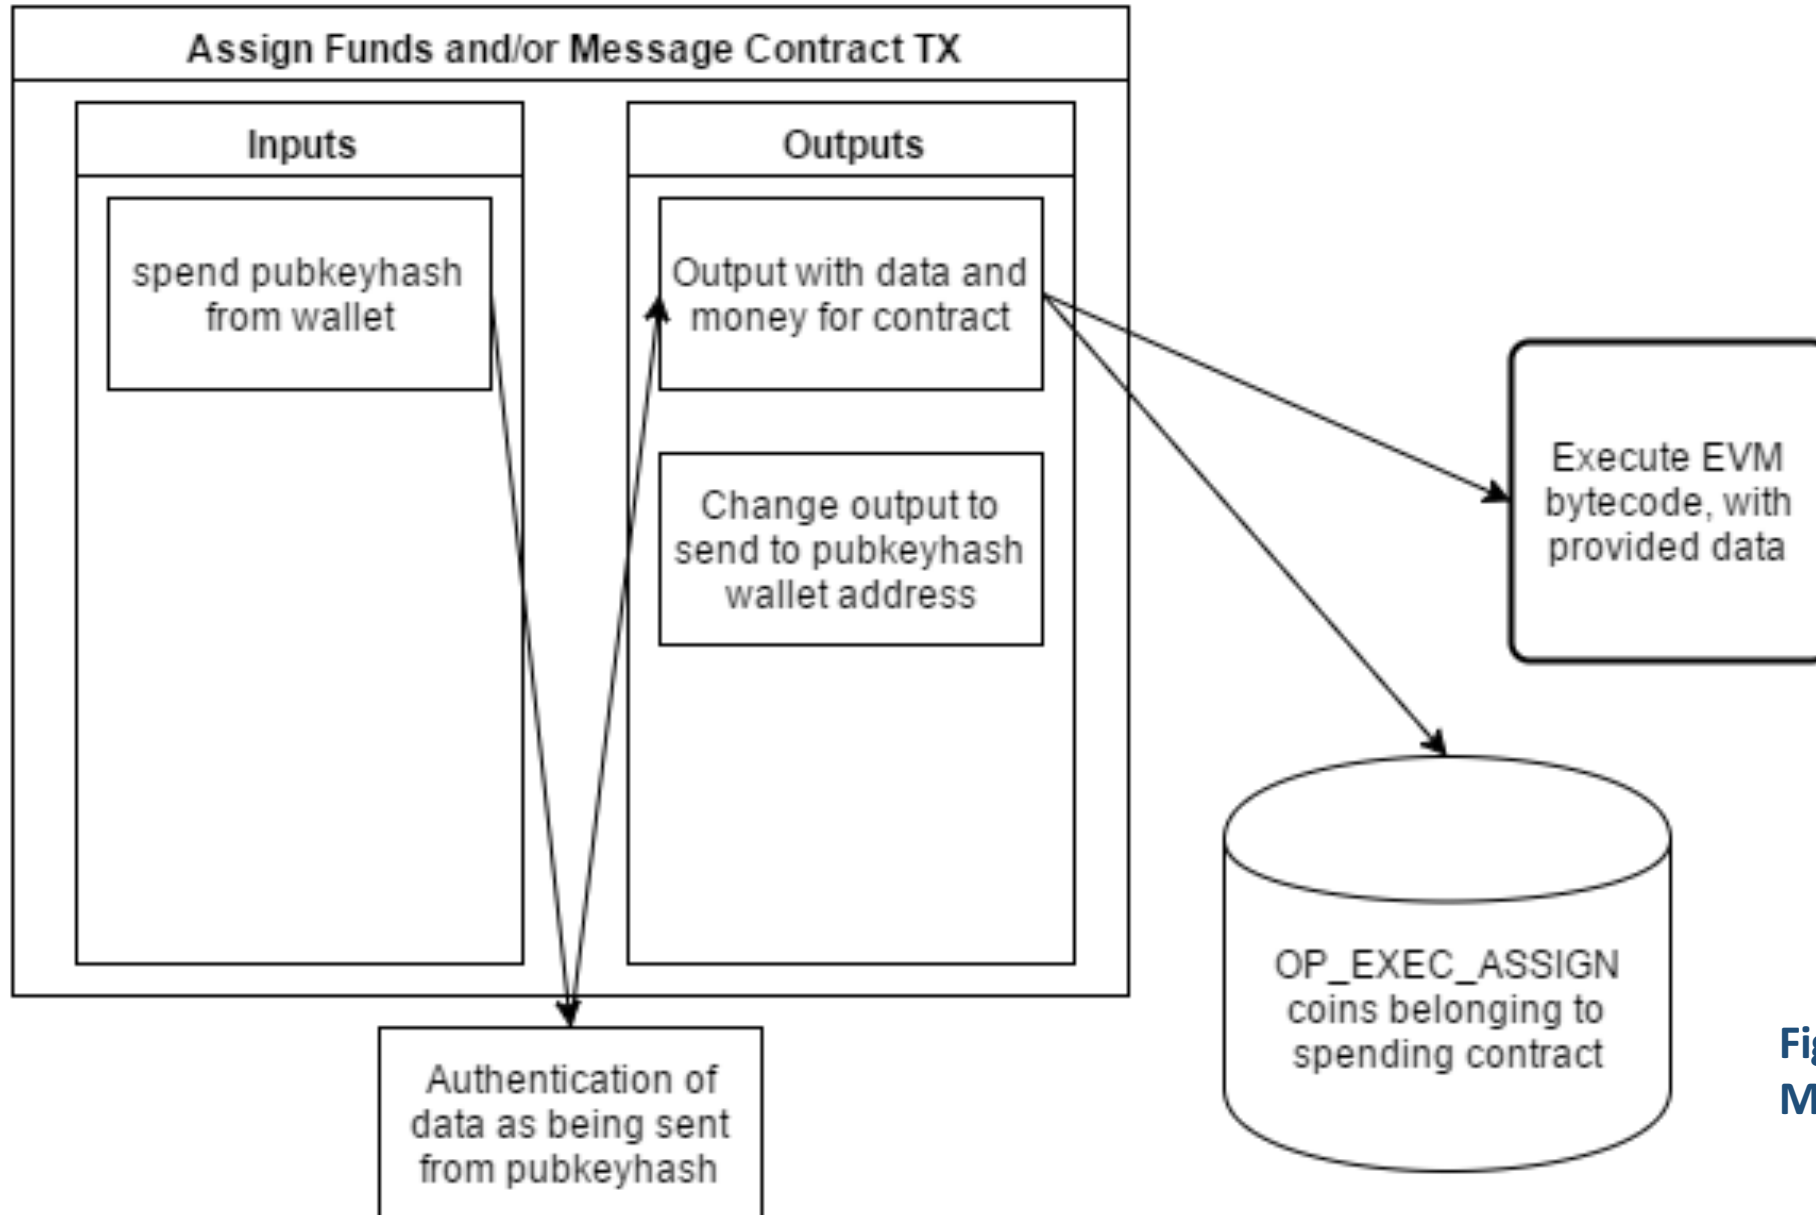 Assign Funds and/or Message Contract TX
Inputs
Outputs
spend pubkeyhash
from wallet
Output with data and
money for contract
Change output to
send to pubkeyhash
wallet address
Execute EVM
bytecode, with
provided data
OP_EXEC_ASSIGN
coins belonging to
spending contract
Authentication of
data as being sent
from pubkeyhash